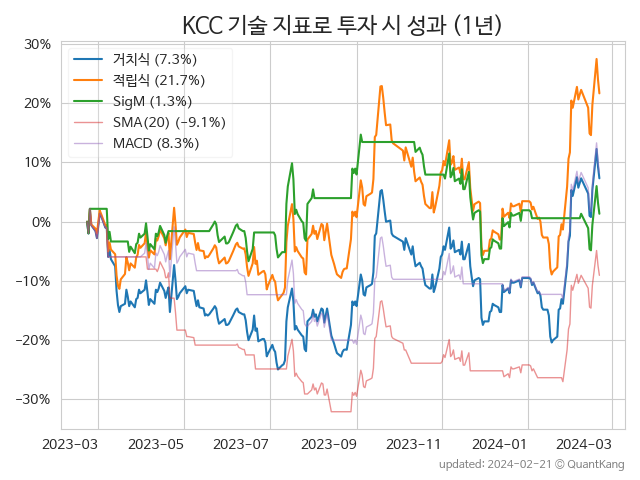 KCC 기술 지표로 투자 시 성과 (1년)
거치식 (7.3%)
적립식 (21.7%)
SigM (1.3%)
SMA(20) (−9.1%)
MACD (8.3%)
30%
20%
10%
0%
−10%
−20%
−30%
2023-03 2023-05 2023-07 2023-09 2023-11 2024-01 2024-03
updated: 2024-02-21 © QuantKang